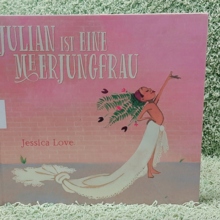 JULIAN IST EINE
MEERJUNGFRAU
Jessica Love